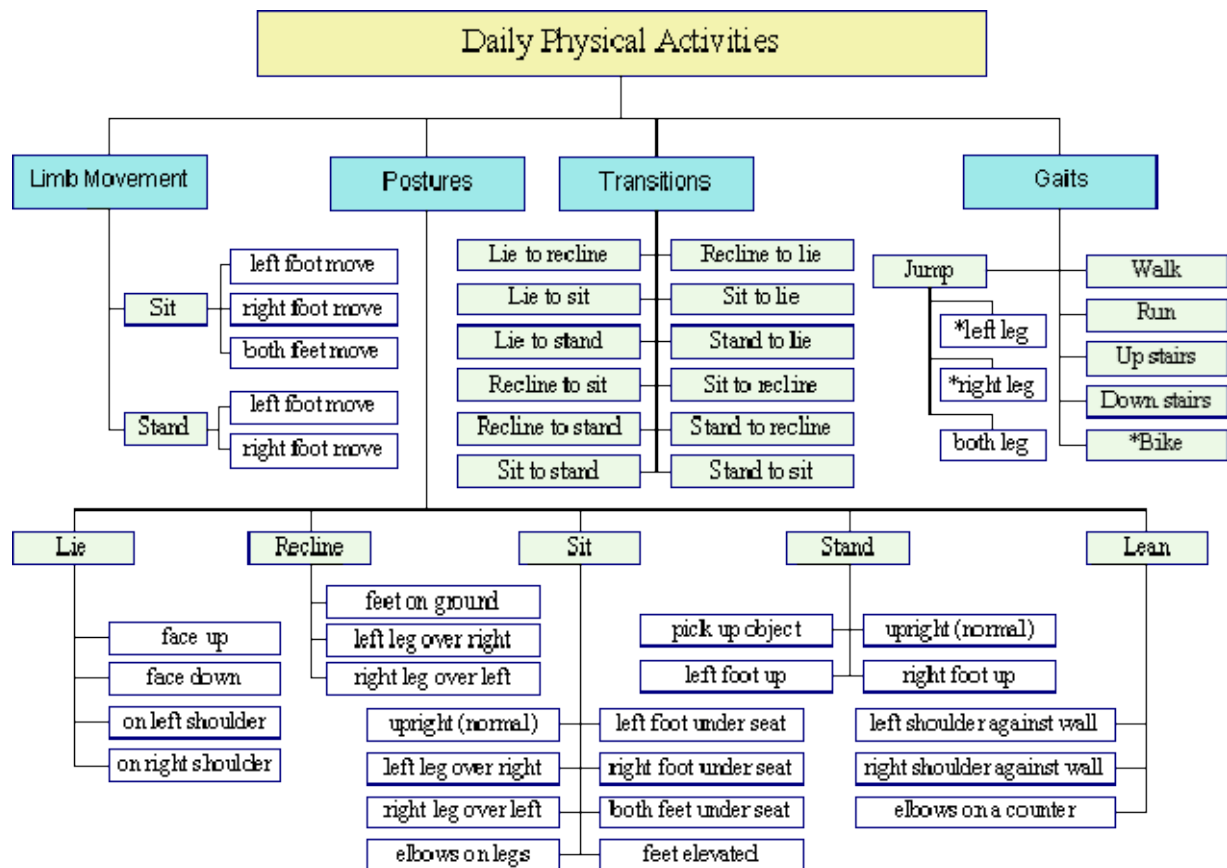 Daily Physical Activities
Limb Movement
Postures
Transitions
Gaits
Sit
left foot move
right foot move
both feet move
Stand
left foot move
right foot move
Lie to recline
Recline to lie
Lie to sit
Sit to lie
Lie to stand
Stand to lie
Recline to sit
Sit to recline
Recline to stand
Stand to recline
Sit to stand
Stand to sit
Jump
*left leg
*right leg
both leg
Walk
Run
Up stairs
Down stairs
*Bike
Lie
Recline
Sit
Stand
Lean
face up
face down
on left shoulder
on right shoulder
feet on ground
left leg over right
right leg over left
upright (normal)
left foot under seat
left leg over right
right foot under seat
right leg over left
both feet under seat
elbows on legs
feet elevated
pick up object
upright (normal)
left foot up
right foot up
left shoulder against wall
right shoulder against wall
elbows on a counter